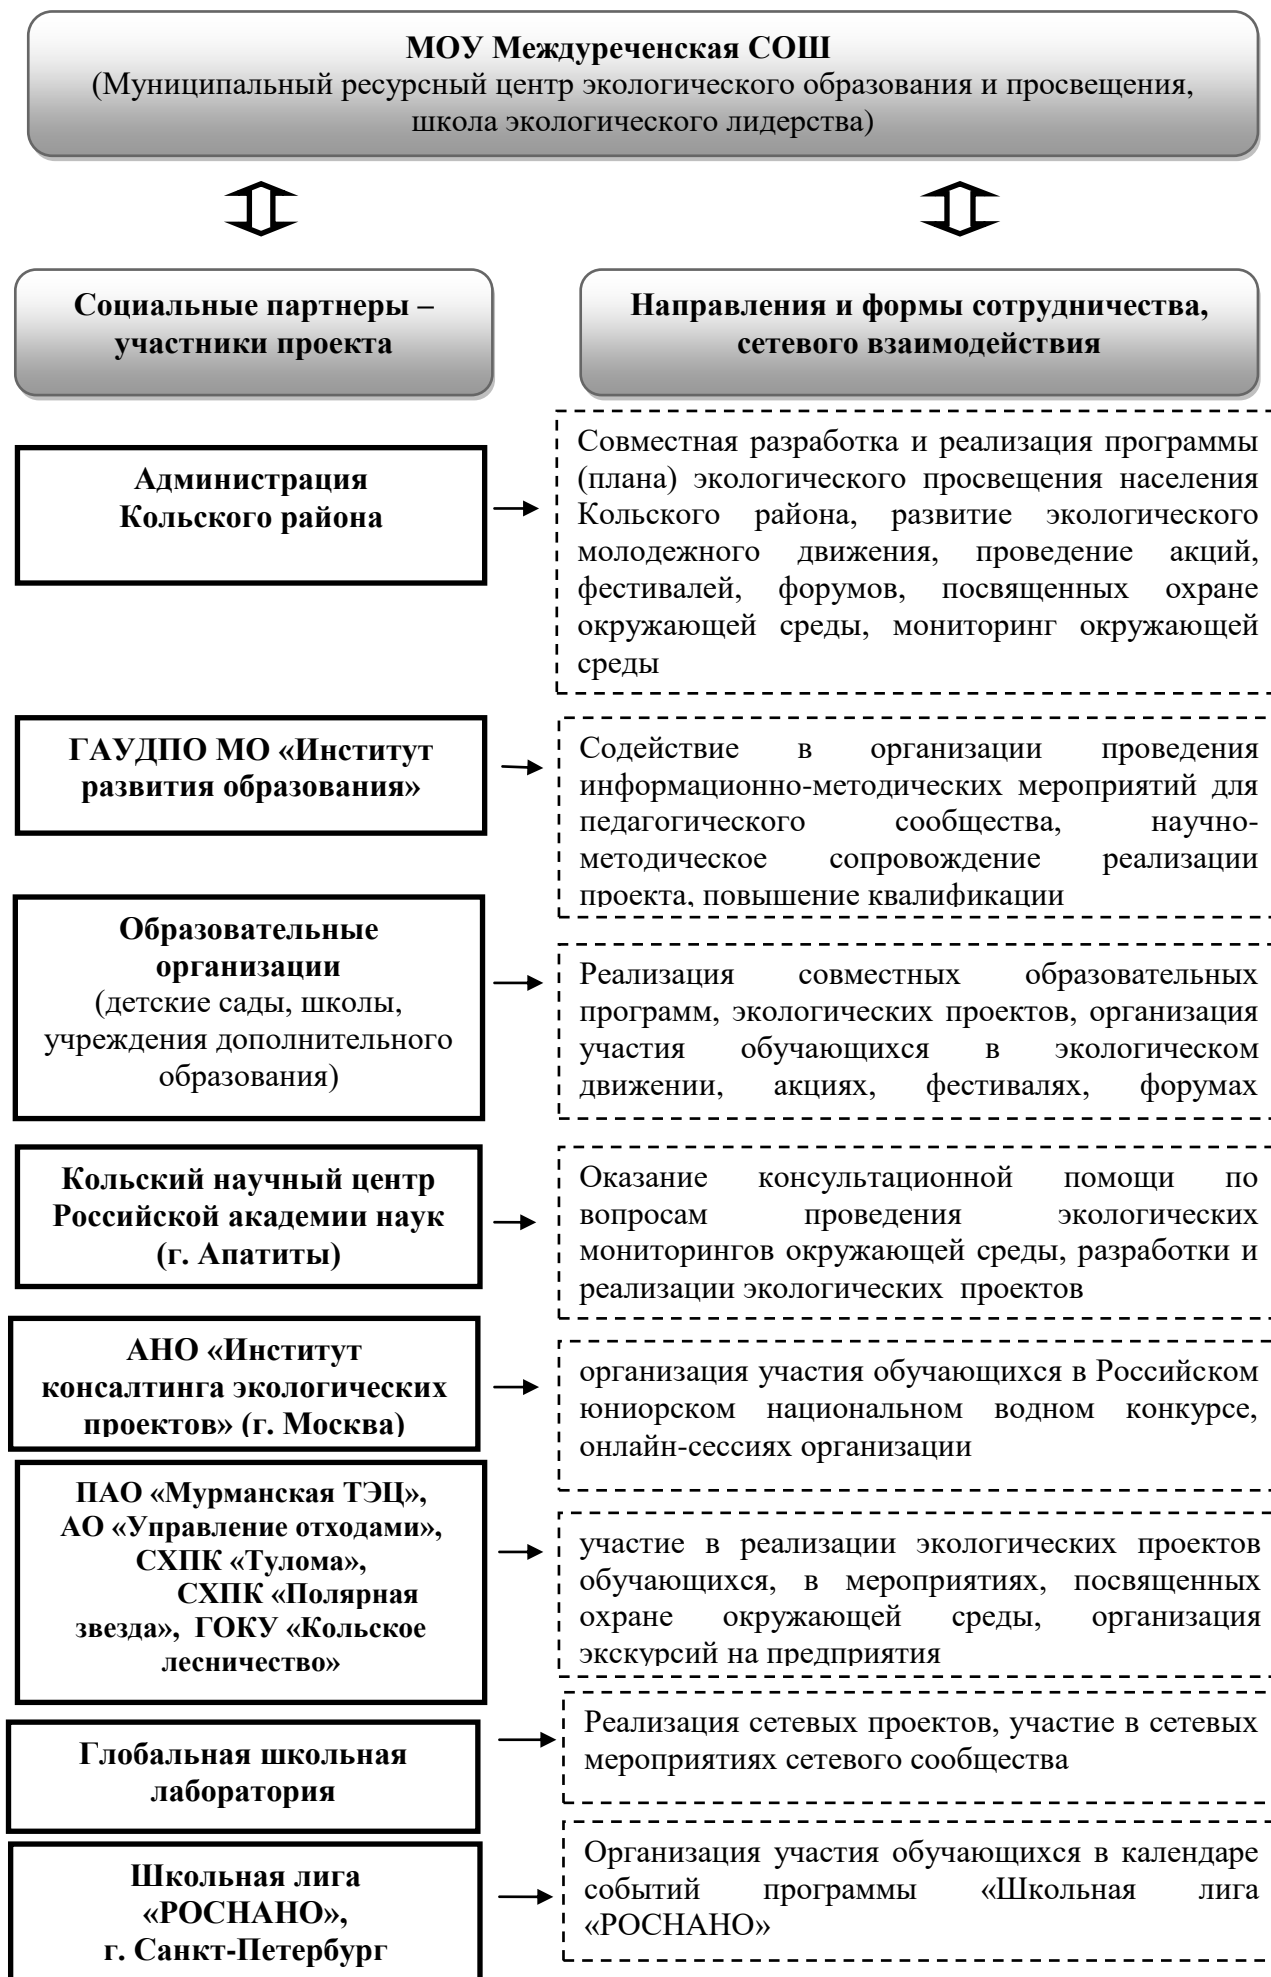 МОУ Междуреченская СОШ
(Муниципальный ресурсный центр экологического образования и просвещения,
школа экологического лидерства)
Социальные партнеры –
участники проекта
Направления и формы сотрудничества,
сетевого взаимодействия
Администрация
Кольского района
Совместная разработка и реализация программы
(плана) экологического просвещения населения
Кольского района, развитие экологического
молодежного движения, проведение акций,
фестивалей, форумов, посвященных охране
окружающей среды, мониторинг окружающей
среды
ГАУДПО МО «Институт
развития образования»
Содействие в организации проведения
информационно-методических мероприятий для
педагогического сообщества, научно-
методическое сопровождение реализации
проекта, повышение квалификации
Образовательные
организации
(детские сады, школы,
учреждения дополнительного
образования)
Реализация совместных образовательных
программ, экологических проектов, организация
участия обучающихся в экологическом
движении, акциях, фестивалях, форумах
Кольский научный центр
Российской академии наук
(г. Апатиты)
Оказание консультационной помощи по
вопросам проведения экологических
мониторингов окружающей среды, разработки и
реализации экологических проектов
АНО «Институт
консалтинга экологических
проектов» (г. Москва)
организация участия обучающихся в Российском
юниорском национальном водном конкурсе,
онлайн-сессиях организации
ПАО «Мурманская ТЭЦ»,
АО «Управление отходами»,
СХПК «Тулома»,
СХПК «Полярная
звезда», ГОКУ «Кольское
лесничество»
участие в реализации экологических проектов
обучающихся, в мероприятиях, посвященных
охране окружающей среды, организация
экскурсий на предприятия
Глобальная школьная
лаборатория
Реализация сетевых проектов, участие в сетевых
мероприятиях сетевого сообщества
Школьная лига
«РОСНАНО»,
г. Санкт-Петербург
Организация участия обучающихся в календаре
событий программы «Школьная лига
«РОСНАНО»